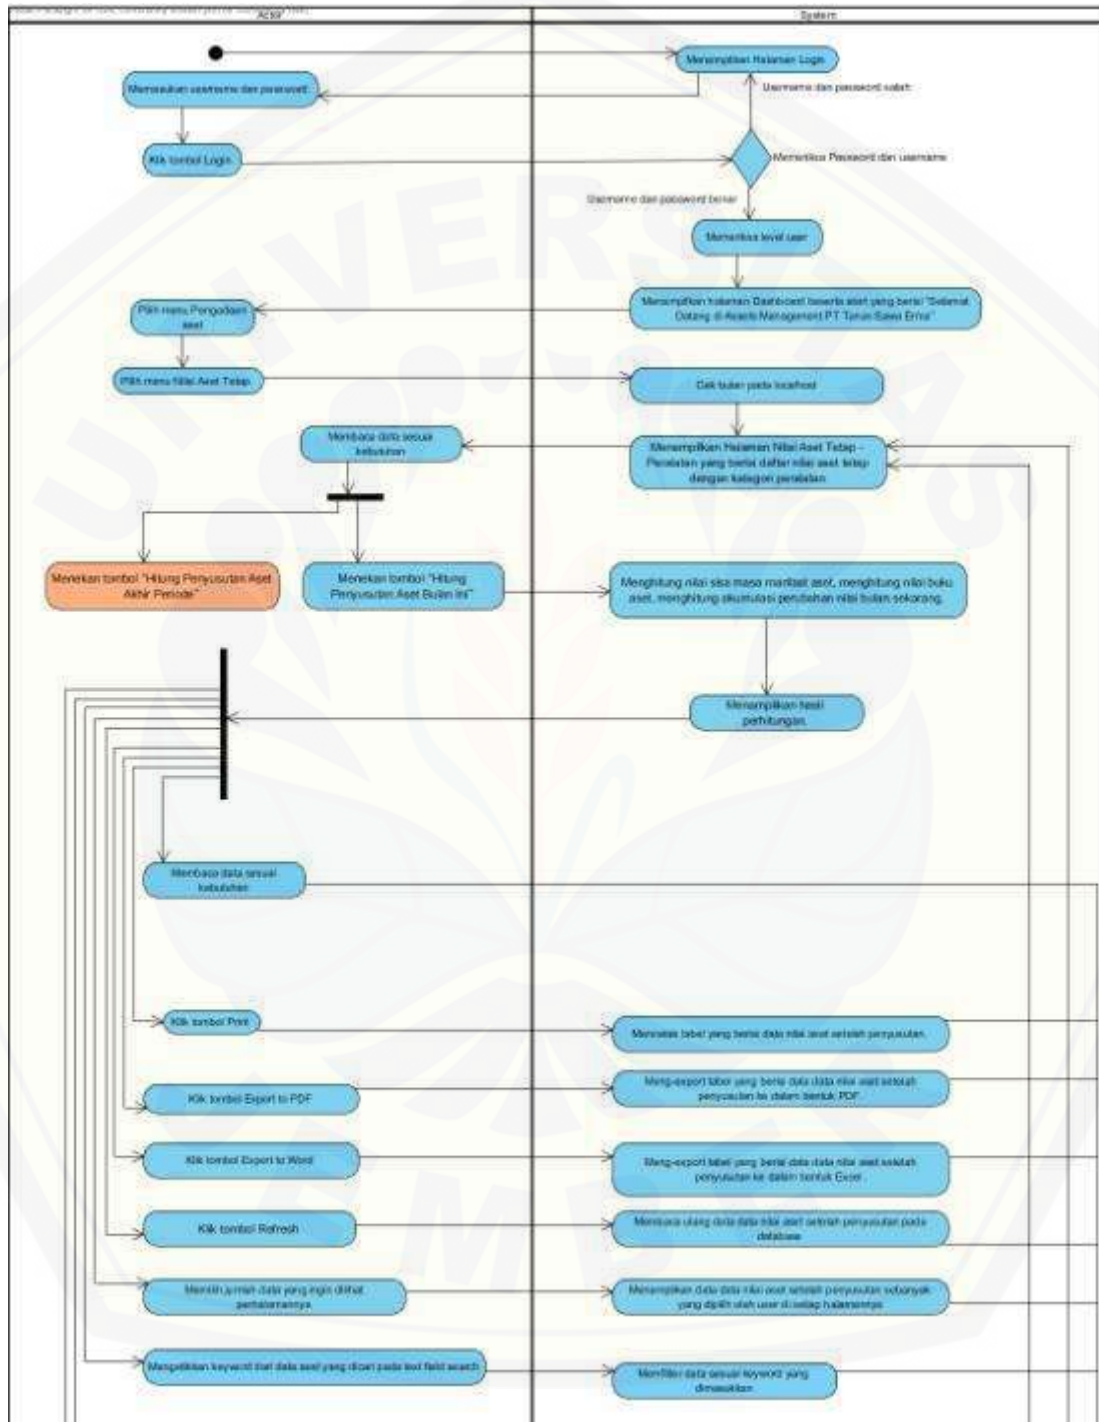 Actor
System
Menampilkan Halaman Login
Memasukan username dan password.
Username dan password salah
Klik tombol Login
Memeriksa Password dan username
Username dan password benar
Memeriksa level user
Menampilkan halaman Dashboard beserta alert yang berisi "Selamat
Datang di Assets Management PT Tunas Sawa Erma"
Pilih menu Pengadaan
aset
Pilih menu Nilai Aset Tetap
Cek bulan pada localhost
Membaca data sesuai
kebutuhan
Menampilkan Halaman Nilai Aset Tetap -
Peralatan yang berisi daftar nilai aset tetap
dengan kategori peralatan
Menekan tombol "Hitung Penyusutan Aset
Akhir Periode"
Menekan tombol "Hitung
Penyusutan Aset Bulan Ini"
Menghitung nilai sisa masa manfaat aset, menghitung nilai buku
aset, menghitung akumulasi perubahan nilai bulan sekarang.
Menampilkan hasil
perhitungan.
Membaca data sesuai
kebutuhan
Klik tombol Print
Mencetak tabel yang berisi data nilai aset setelah penyusutan.
Klik tombol Export to PDF
Meng-export tabel yang berisi data data nilai aset setelah
penyusutan ke dalam bentuk PDF.
Klik tombol Export to Word
Meng-export tabel yang berisi data data nilai aset setelah
penyusutan ke dalam bentuk Excel.
Klik tombol Refresh
Membaca ulang data data nilai aset setelah penyusutan pada
database
Memilih jumlah data yang ingin dilihat
perhalamannya
Menampilkan data data nilai aset setelah penyusutan sebanyak
yang dipilih oleh user di setiap halamannya
Mengetikkan keyword dari data aset yang dicari pada text field search
Memfilter data sesuai keyword yang
dimasukkan
UNIVERSITAS